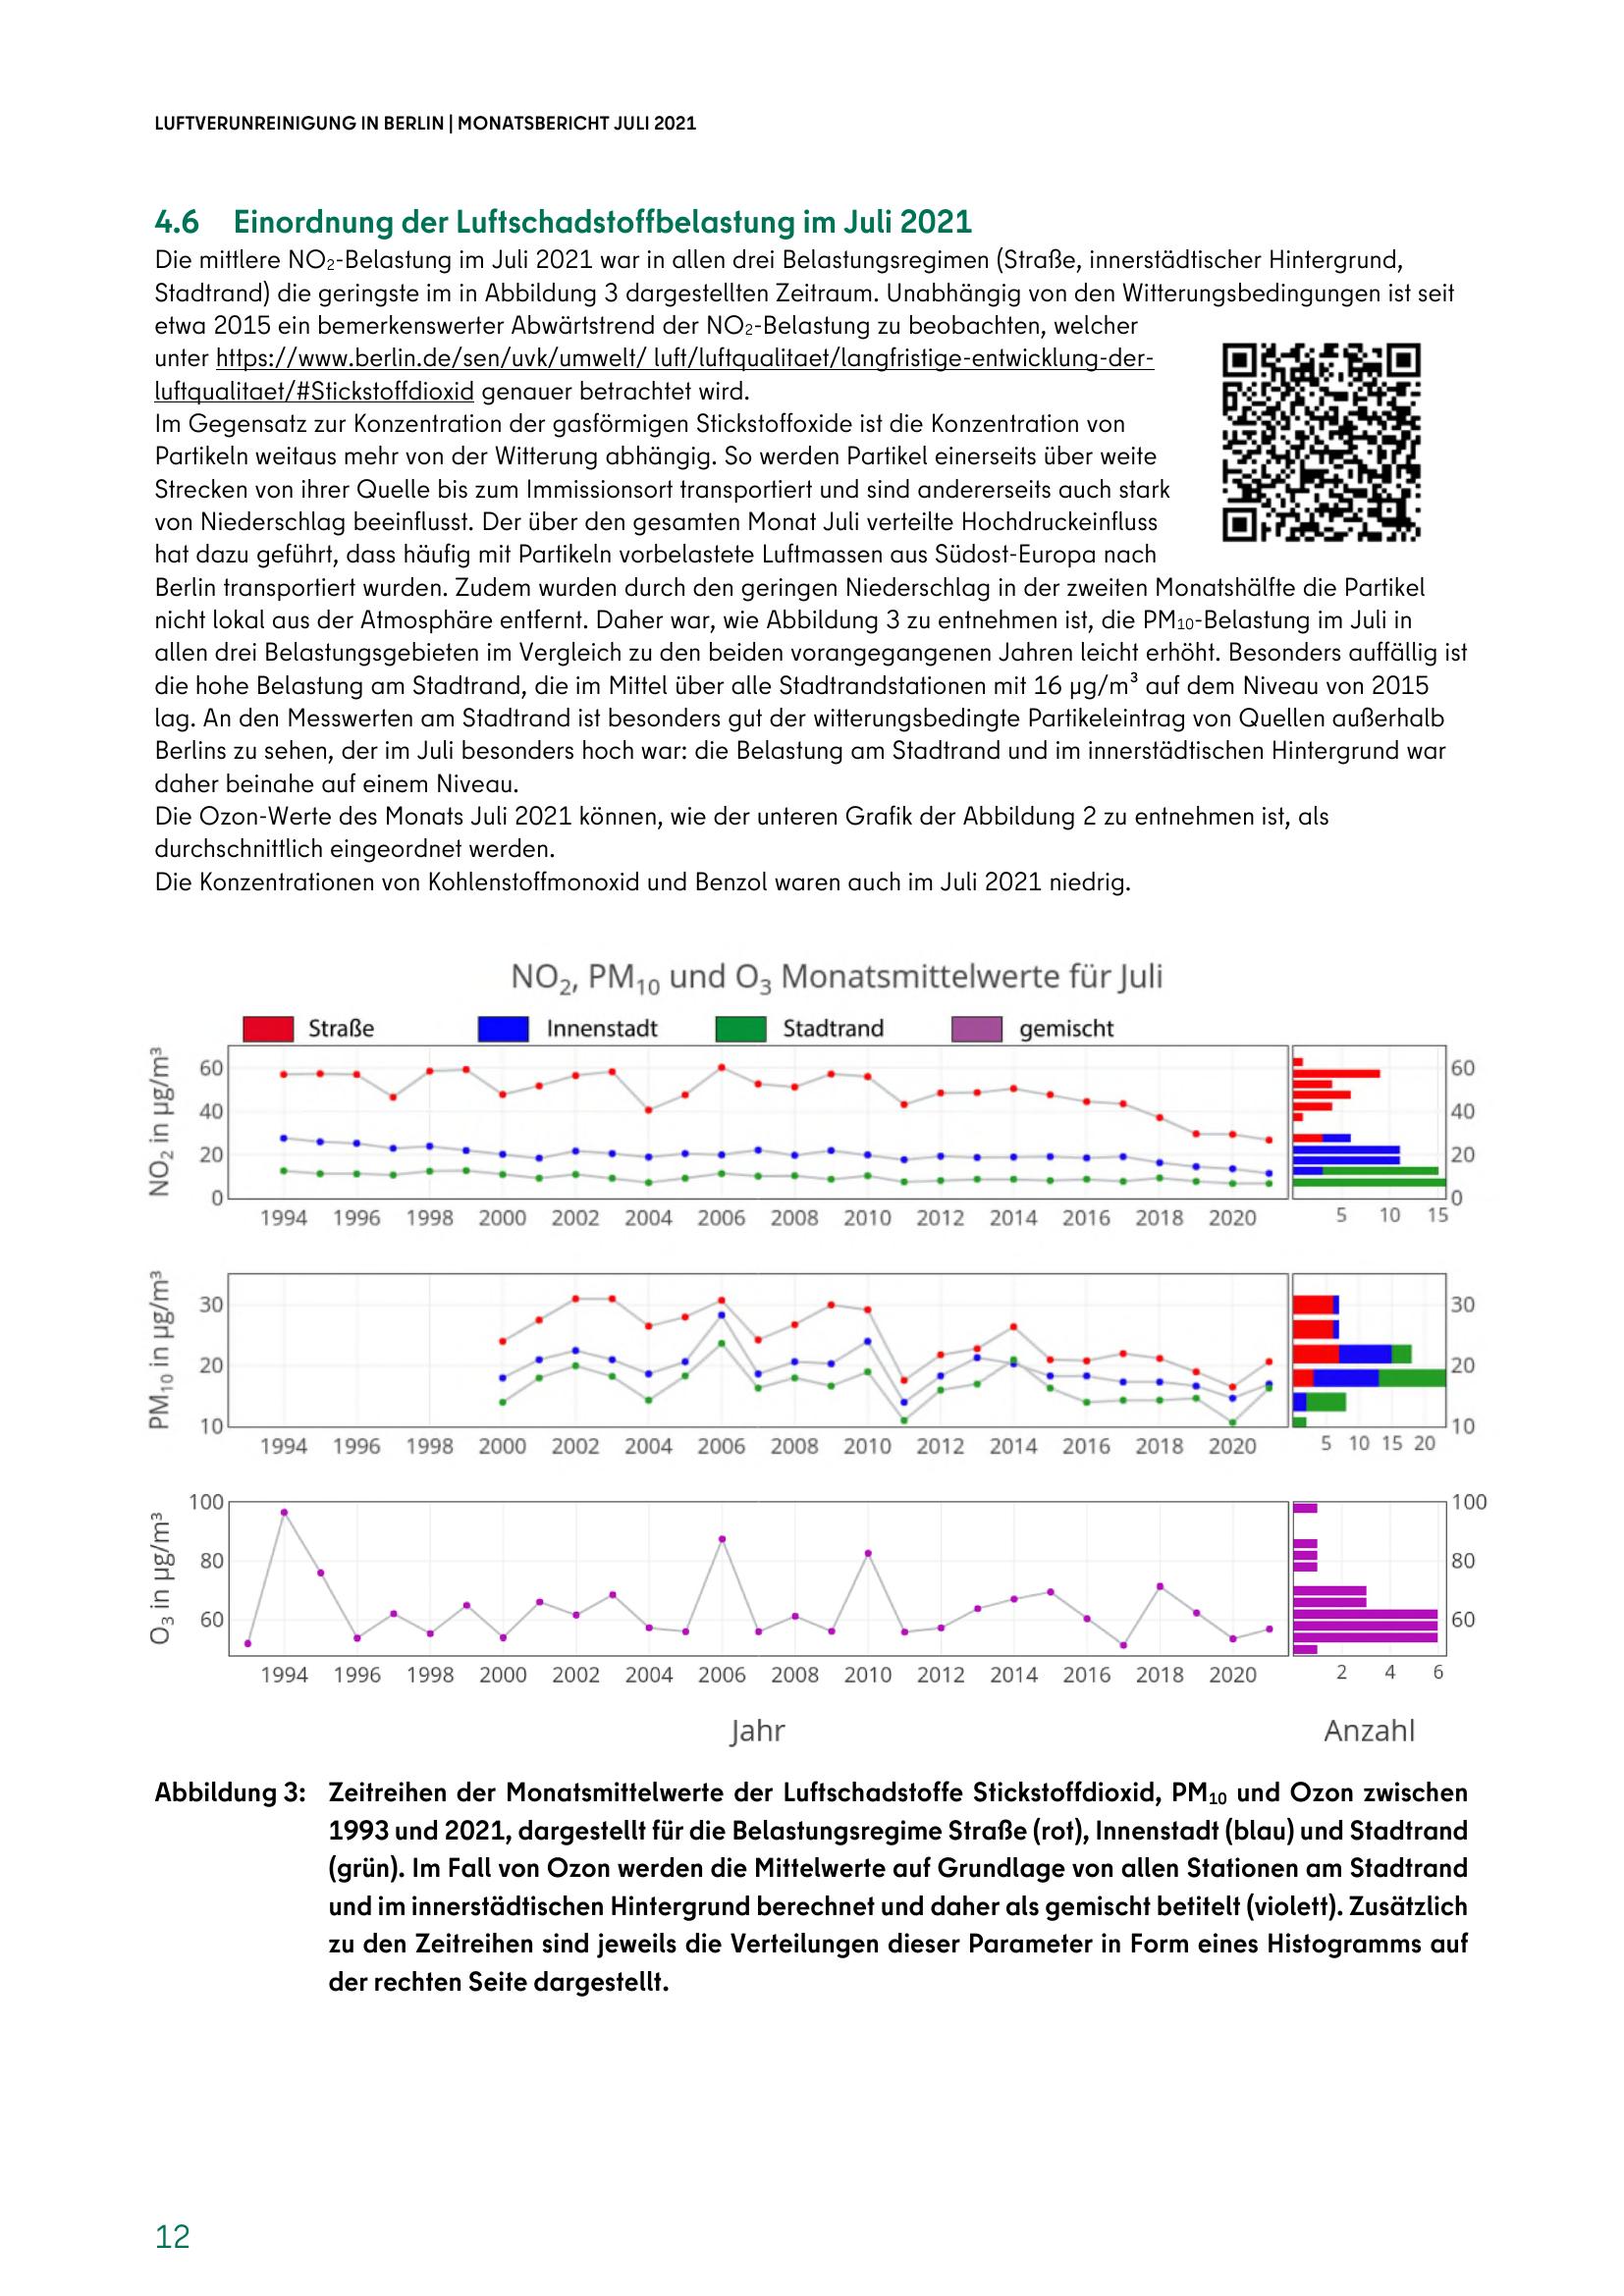 LUFTVERUNREINIGUNG IN BERLIN | MONATSBERICHT JULI 2021
4.6 Einordnung der Luftschadstoffbelastung im Juli 2021
Die mittlere NO₂-Belastung im Juli 2021 war in allen drei Belastungsregimen (Straße, innerstädtischer Hintergrund,
Stadtrand) die geringste im in Abbildung 3 dargestellten Zeitraum. Unabhängig von den Witterungsbedingungen ist seit
etwa 2015 ein bemerkenswerter Abwärtstrend der NO₂-Belastung zu beobachten, welcher
unter https://www.berlin.de/sen/uvk/umwelt/ luft/luftqualitaet/langfristige-entwicklung-der-
luftqualitaet/#Stickstoffdioxid genauer betrachtet wird.
Im Gegensatz zur Konzentration der gasförmigen Stickstoffoxide ist die Konzentration von
Partikeln weitaus mehr von der Witterung abhängig. So werden Partikel einerseits über weite
Strecken von ihrer Quelle bis zum Immissionsort transportiert und sind andererseits auch stark
von Niederschlag beeinflusst. Der über den gesamten Monat Juli verteilte Hochdruckeinfluss
hat dazu geführt, dass häufig mit Partikeln vorbelastete Luftmassen aus Südost-Europa nach
Berlin transportiert wurden. Zudem wurden durch den geringen Niederschlag in der zweiten Monatshälfte die Partikel
nicht lokal aus der Atmosphäre entfernt. Daher war, wie Abbildung 3 zu entnehmen ist, die PM₁₀-Belastung im Juli in
allen drei Belastungsgebieten im Vergleich zu den beiden vorangegangenen Jahren leicht erhöht. Besonders auffällig ist
die hohe Belastung am Stadtrand, die im Mittel über alle Stadtrandstationen mit 16 µg/m³ auf dem Niveau von 2015
lag. An den Messwerten am Stadtrand ist besonders gut der witterungsbedingte Partikeleintrag von Quellen außerhalb
Berlins zu sehen, der im Juli besonders hoch war: die Belastung am Stadtrand und im innerstädtischen Hintergrund war
daher beinahe auf einem Niveau.
Die Ozon-Werte des Monats Juli 2021 können, wie der unteren Grafik der Abbildung 2 zu entnehmen ist, als
durchschnittlich eingeordnet werden.
Die Konzentrationen von Kohlenstoffmonoxid und Benzol waren auch im Juli 2021 niedrig.
NO₂, PM₁₀ und O₃ Monatsmittelwerte für Juli
Straße Innenstadt Stadtrand gemischt
NO₂ in µg/m³
60 60
40 40
20 20
0 0
1994 1996 1998 2000 2002 2004 2006 2008 2010 2012 2014 2016 2018 2020 5 10 15
PM₁₀ in µg/m³
30 30
20 20
10 10
1994 1996 1998 2000 2002 2004 2006 2008 2010 2012 2014 2016 2018 2020 5 10 15 20
O₃ in µg/m³
100 100
80 80
60 60
1994 1996 1998 2000 2002 2004 2006 2008 2010 2012 2014 2016 2018 2020 2 4 6
Jahr Anzahl
Abbildung 3: Zeitreihen der Monatsmittelwerte der Luftschadstoffe Stickstoffdioxid, PM₁₀ und Ozon zwischen
1993 und 2021, dargestellt für die Belastungsregime Straße (rot), Innenstadt (blau) und Stadtrand
(grün). Im Fall von Ozon werden die Mittelwerte auf Grundlage von allen Stationen am Stadtrand
und im innerstädtischen Hintergrund berechnet und daher als gemischt betitelt (violett). Zusätzlich
zu den Zeitreihen sind jeweils die Verteilungen dieser Parameter in Form eines Histogramms auf
der rechten Seite dargestellt.
12